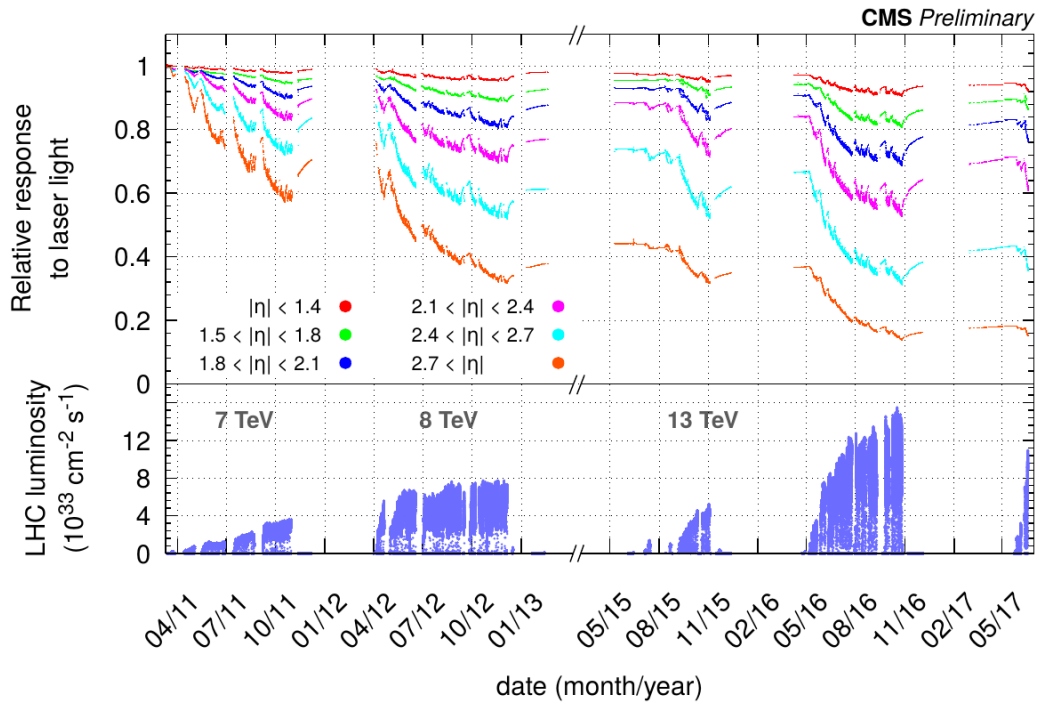 CMS Preliminary
Relative response
to laser light
1
0.8
0.6
0.4
0.2
0
|η| < 1.4
1.5 < |η| < 1.8
1.8 < |η| < 2.1
2.1 < |η| < 2.4
2.4 < |η| < 2.7
2.7 < |η|
LHC luminosity
(10³³ cm⁻² s⁻¹)
12
8
4
0
7 TeV
8 TeV
13 TeV
04/11
07/11
10/11
01/12
04/12
07/12
10/12
01/13
05/15
08/15
11/15
02/16
05/16
08/16
11/16
02/17
05/17
date (month/year)